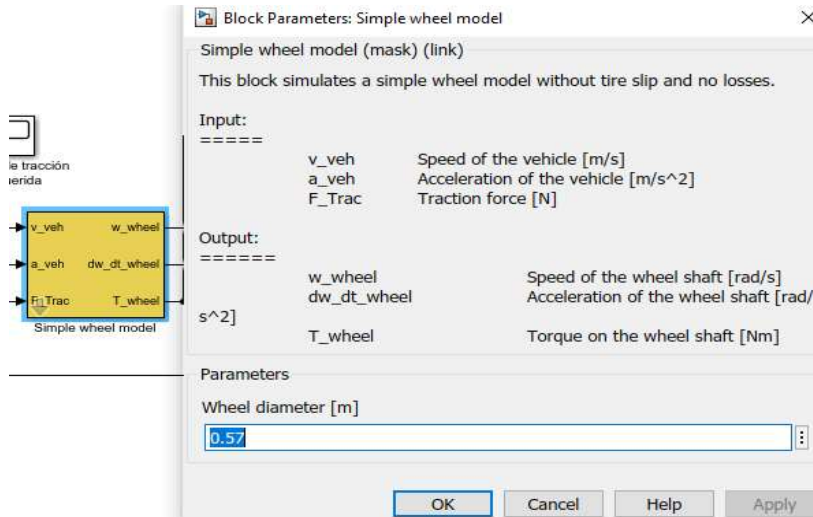 Block Parameters: Simple wheel model
Simple wheel model (mask) (link)
This block simulates a simple wheel model without tire slip and no losses.
Input:
=====
v_veh Speed of the vehicle [m/s]
a_veh Acceleration of the vehicle [m/s^2]
F_Trac Traction force [N]
Output:
======
w_wheel Speed of the wheel shaft [rad/s]
dw_dt_wheel Acceleration of the wheel shaft [rad/
s^2]
T_wheel Torque on the wheel shaft [Nm]
Parameters
Wheel diameter [m]
0.57
OK Cancel Help Apply
e tracción
erida
v_veh w_wheel
a_veh dw_dt_wheel
F_Trac T_wheel
Simple wheel model